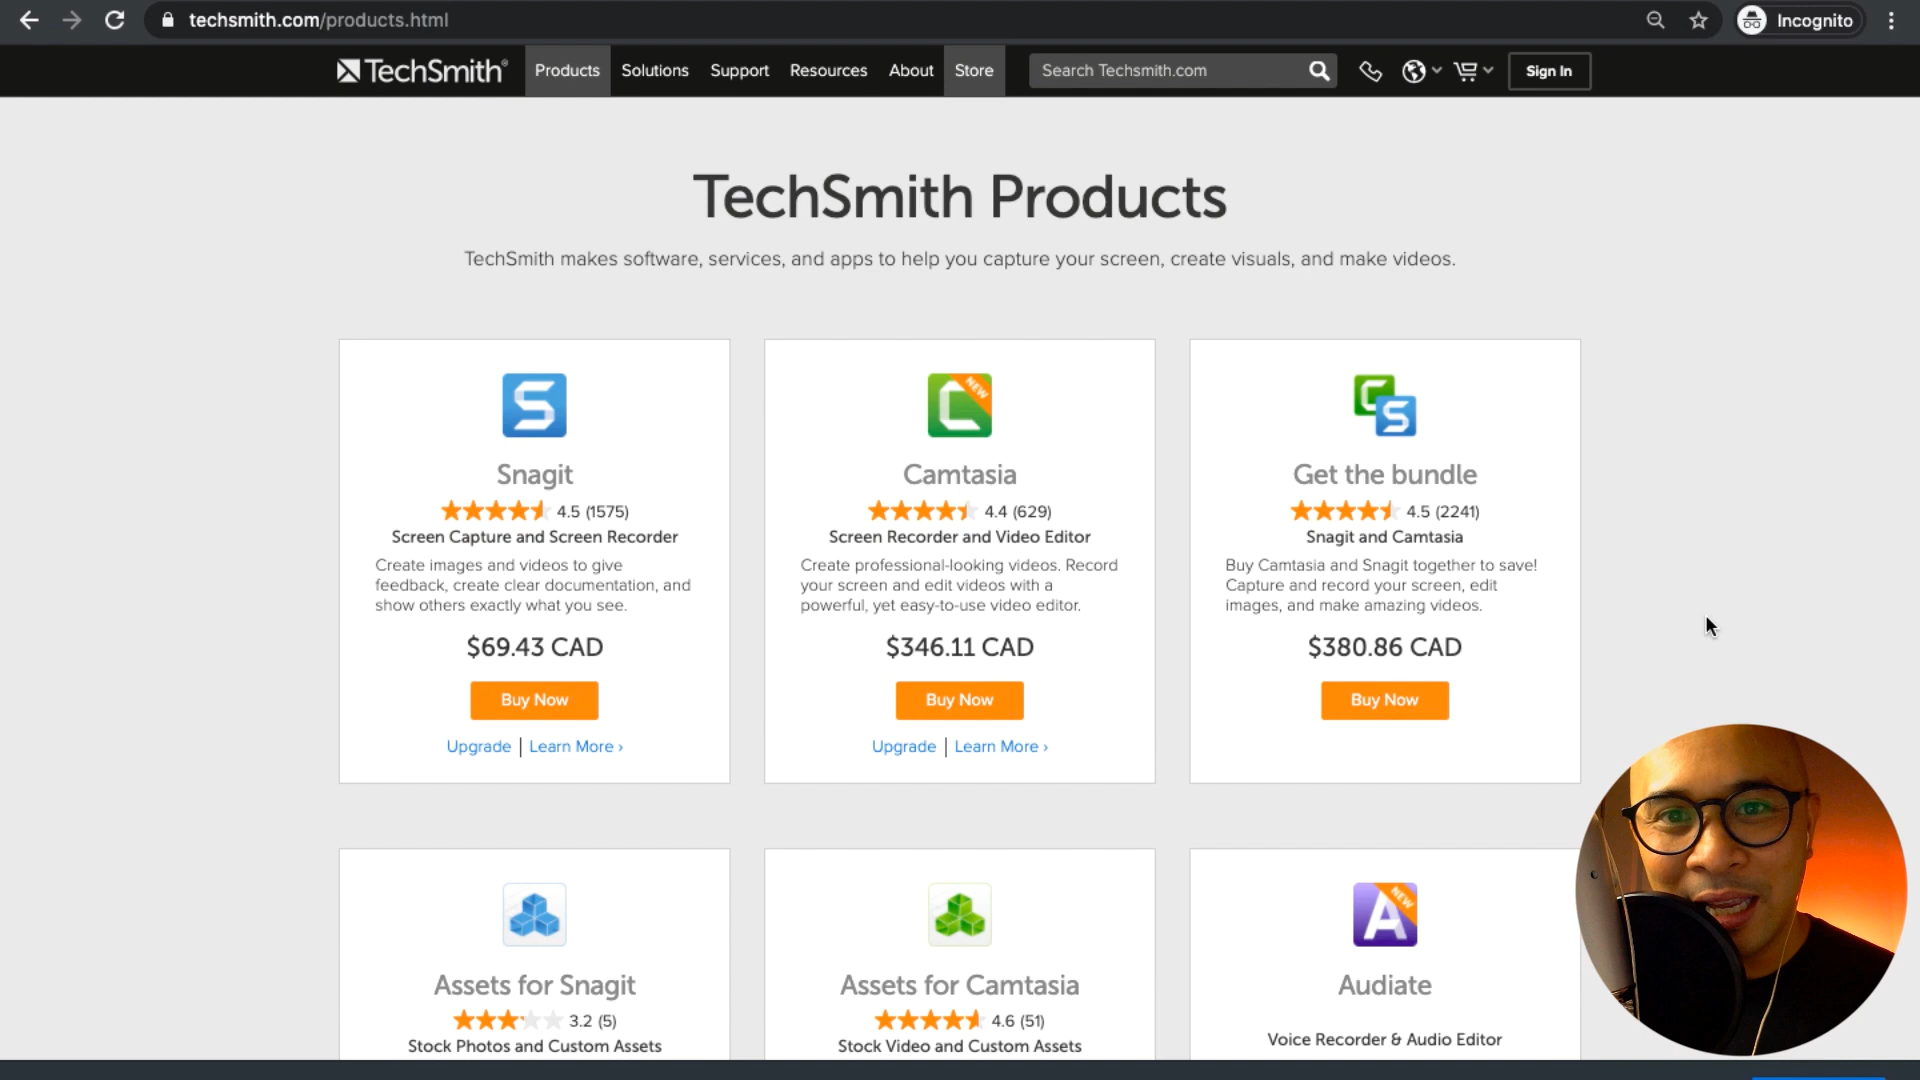 techsmith.com/products.html
Incognito
TechSmith®
Products
Solutions
Support
Resources
About
Store
Search Techsmith.com
Sign In
TechSmith Products
TechSmith makes software, services, and apps to help you capture your screen, create visuals, and make videos.
S
Snagit
4.5 (1575)
Screen Capture and Screen Recorder
Create images and videos to give
feedback, create clear documentation, and
show others exactly what you see.
$69.43 CAD
Buy Now
Upgrade | Learn More ›
C
NEW
Camtasia
4.4 (629)
Screen Recorder and Video Editor
Create professional-looking videos. Record
your screen and edit videos with a
powerful, yet easy-to-use video editor.
$346.11 CAD
Buy Now
Upgrade | Learn More ›
C
S
Get the bundle
4.5 (2241)
Snagit and Camtasia
Buy Camtasia and Snagit together to save!
Capture and record your screen, edit
images, and make amazing videos.
$380.86 CAD
Buy Now
Assets for Snagit
3.2 (5)
Stock Photos and Custom Assets
Assets for Camtasia
4.6 (51)
Stock Video and Custom Assets
A
NEW
Audiate
Voice Recorder & Audio Editor